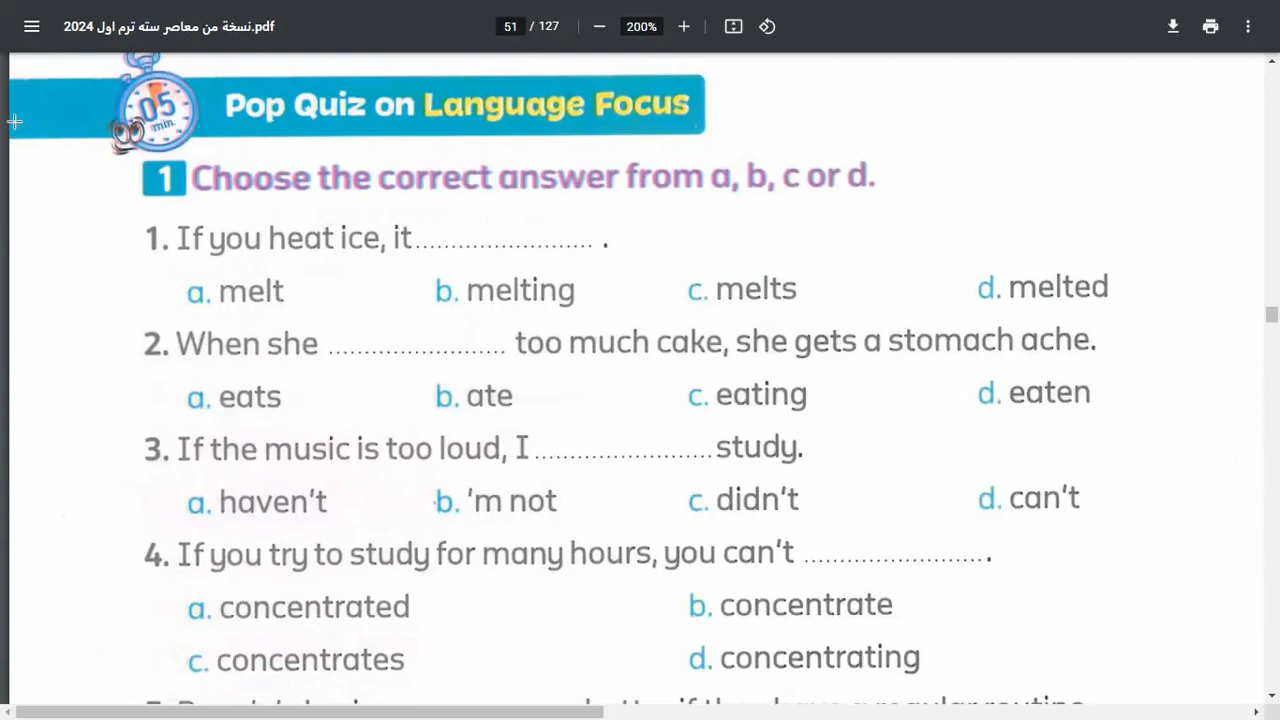 نسخة من معاصر سته ترم اول 2024.pdf
51 / 127
200%
05 min.
Pop Quiz on Language Focus
1 Choose the correct answer from a, b, c or d.
1. If you heat ice, it ........................ .
a. melt b. melting c. melts d. melted
2. When she ........................ too much cake, she gets a stomach ache.
a. eats b. ate c. eating d. eaten
3. If the music is too loud, I ........................ study.
a. haven't b. 'm not c. didn't d. can't
4. If you try to study for many hours, you can't ........................ .
a. concentrated b. concentrate
c. concentrates d. concentrating